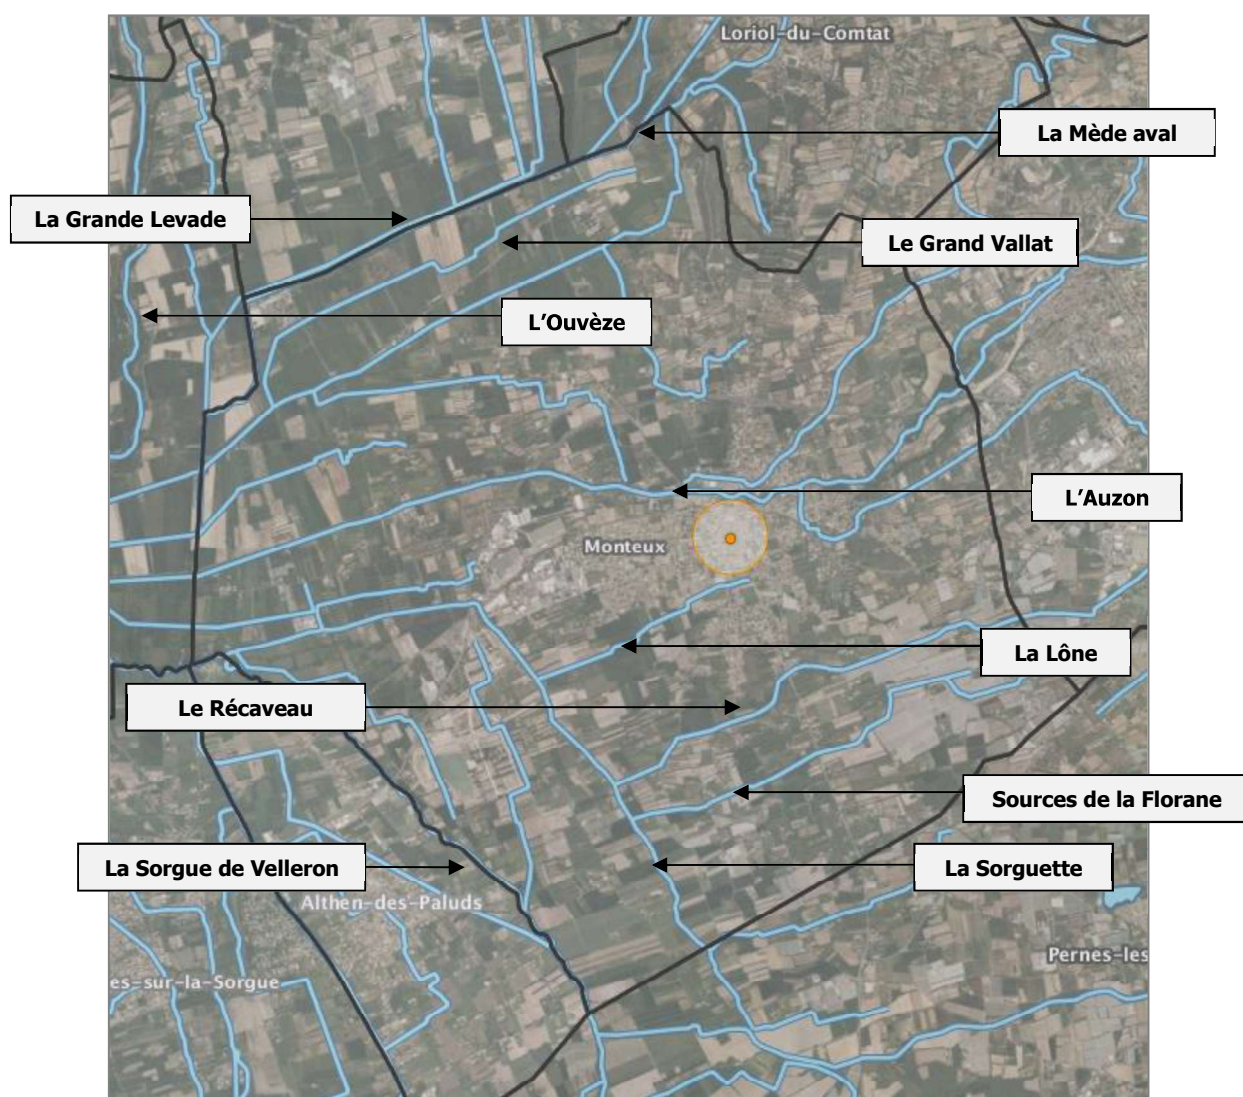 Loriol-du-Comtat
La Mède aval
La Grande Levade
Le Grand Vallat
L'Ouvèze
L'Auzon
Monteux
La Lône
Le Récaveau
Sources de la Florane
La Sorgue de Velleron
La Sorguette
Althen-des-Paluds
Pernes-les
es-sur-la-Sorgue